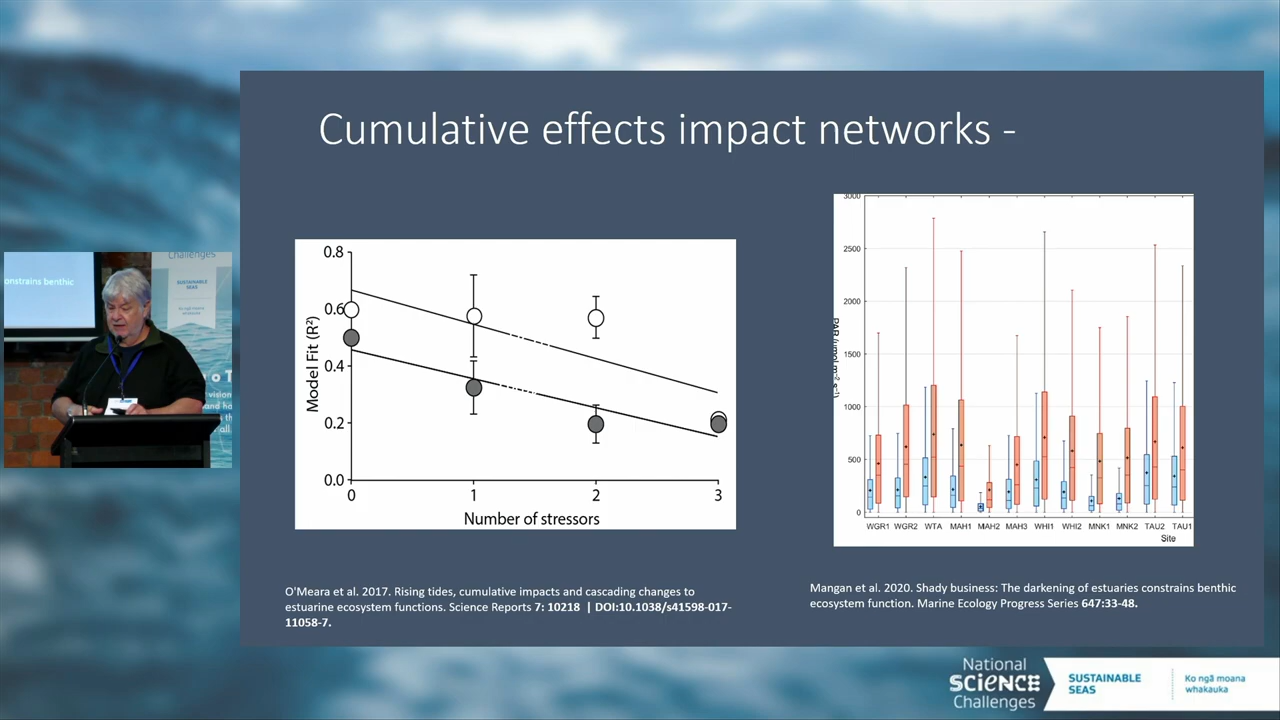 Cumulative effects impact networks -
constrains benthic
Challenges
SUSTAINABLE
SEAS
0.8
0.6
0.4
0.2
0.0
Model Fit (R²)
0 1 2 3
Number of stressors
3000
2500
2000
1500
1000
500
0
WGR1 WGR2 WTA MAH1 MAH2 MAH3 WHI1 WHI2 MNK1 MNK2 TAU2 TAU1
Site
O'Meara et al. 2017. Rising tides, cumulative impacts and cascading changes to
estuarine ecosystem functions. Science Reports 7: 10218 | DOI:10.1038/s41598-017-
11058-7.
Mangan et al. 2020. Shady business: The darkening of estuaries constrains benthic
ecosystem function. Marine Ecology Progress Series 647:33-48.
National
SCIENCE
Challenges
SUSTAINABLE
SEAS
Ko ngā moana
whakauka